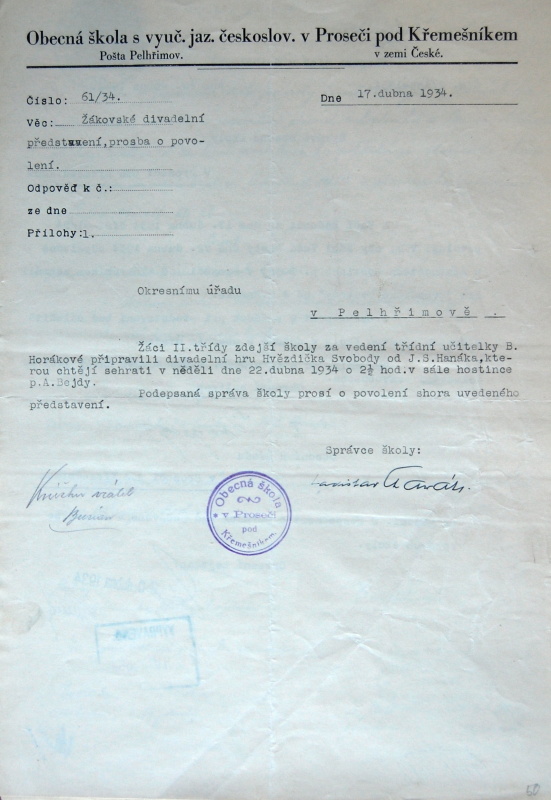 Obecná škola s vyuč. jaz. českoslov. v Proseči pod Křemešníkem
Pošta Pelhřimov. v zemi České.
Číslo: 61/34. Dne 17.dubna 1934.
Věc: Žákovské divadelní
představení,prosba o povo-
lení.
Odpověď k č.:
ze dne
Přílohy:1.
Okresnímu úřadu
v Pelhřimově .
Žáci II.třídy zdejší školy za vedení třídní učitelky B.
Horákové připravili divadelní hru Hvězdička Svobody od J.S.Hanáka,kte-
rou chtějí sehrati v neděli dne 22.dubna 1934 o 2½ hod.v sále hostince
p.A.Bejdy.
Podepsaná správa školy prosí o povolení shora uvedeného
představení.
Správce školy:
Obecná škola
v Proseči
pod
Křemešníkem
60